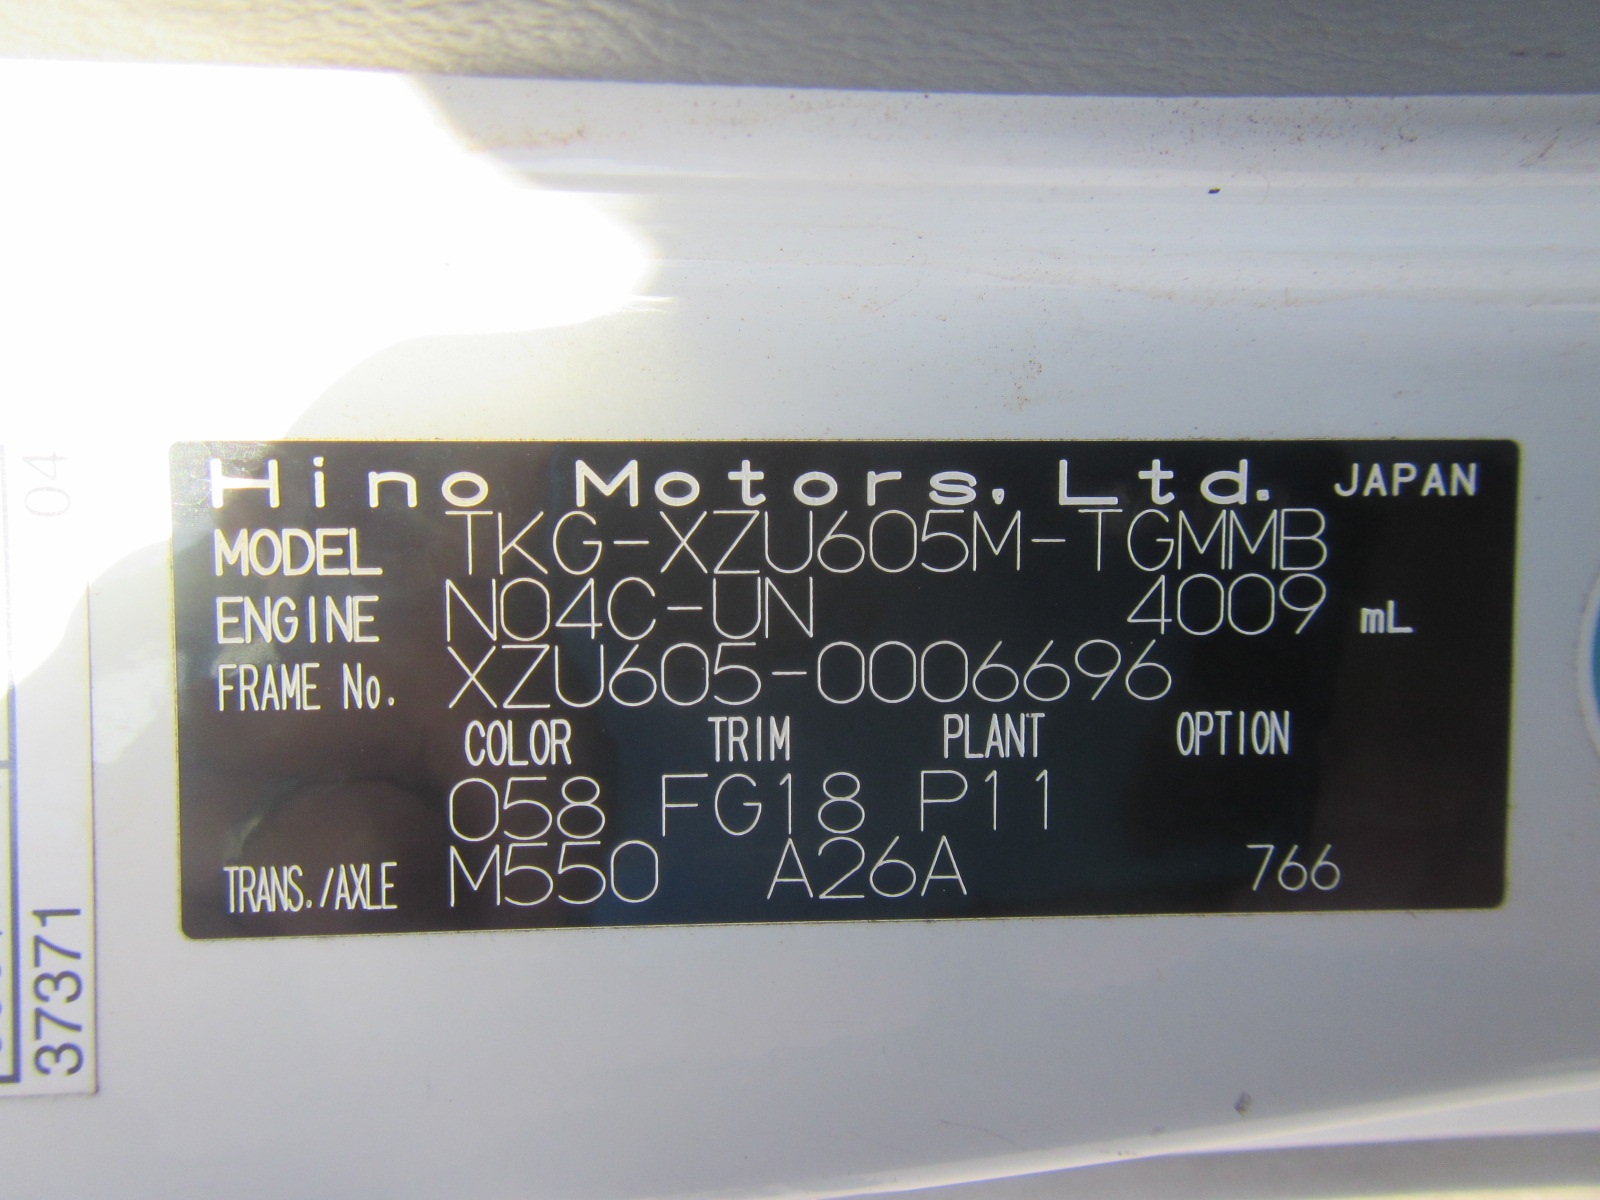 Hino Motors, Ltd. JAPAN
MODEL TKG-XZU605M-TGMMB
ENGINE N04C-UN 4009 mL
FRAME No. XZU605-0006696
COLOR TRIM PLANT OPTION
058 FG18 P11
TRANS./AXLE M550 A26A 766
04
37371